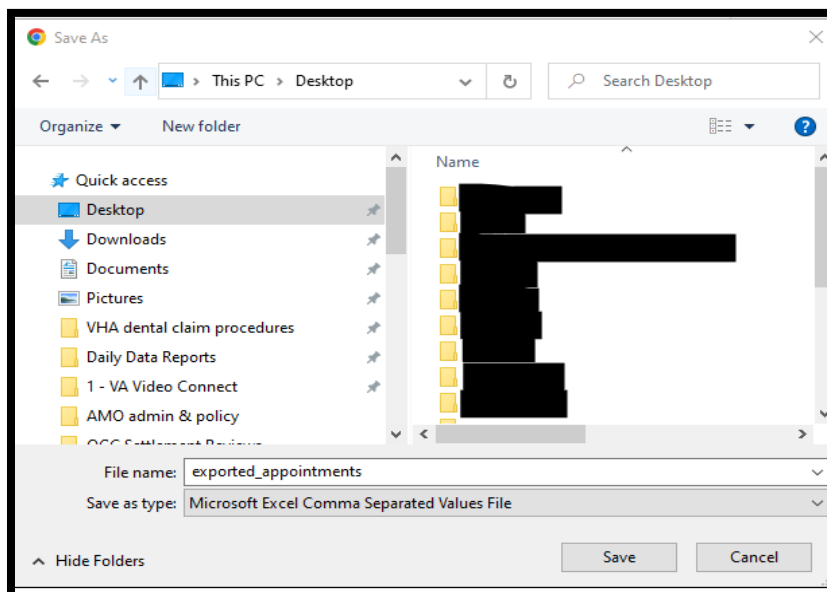 Save As
This PC > Desktop
Search Desktop
Organize
New folder
Name
Quick access
Desktop
Downloads
Documents
Pictures
VHA dental claim procedures
Daily Data Reports
1 - VA Video Connect
AMO admin & policy
File name: exported_appointments
Save as type: Microsoft Excel Comma Separated Values File
Hide Folders
Save
Cancel